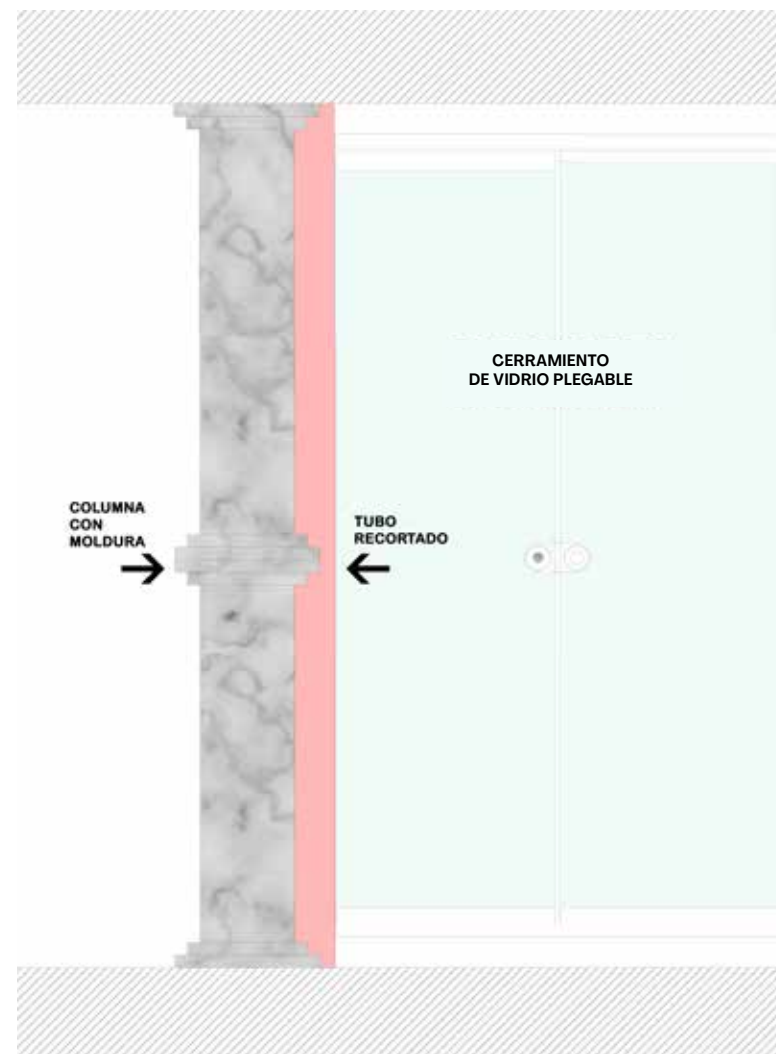 CERRAMIENTO
DE VIDRIO PLEGABLE
COLUMNA
CON
MOLDURA
TUBO
RECORTADO